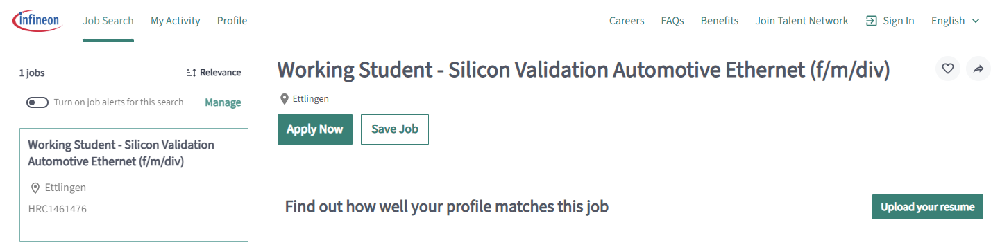 infineon
Job Search
My Activity
Profile
Careers
FAQs
Benefits
Join Talent Network
Sign In
English
1 jobs
Relevance
Turn on job alerts for this search
Manage
Working Student - Silicon Validation
Automotive Ethernet (f/m/div)
Ettlingen
HRC1461476
Working Student - Silicon Validation Automotive Ethernet (f/m/div)
Ettlingen
Apply Now
Save Job
Find out how well your profile matches this job
Upload your resume